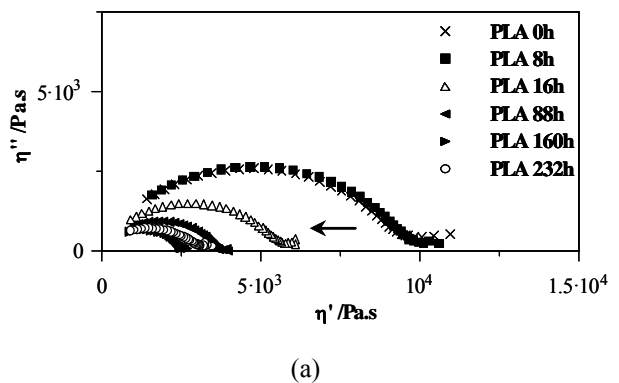 PLA 0h
PLA 8h
PLA 16h
PLA 88h
PLA 160h
PLA 232h
η'' /Pa.s
5·10³
0
0
5·10³
10⁴
1.5·10⁴
η' /Pa.s
(a)